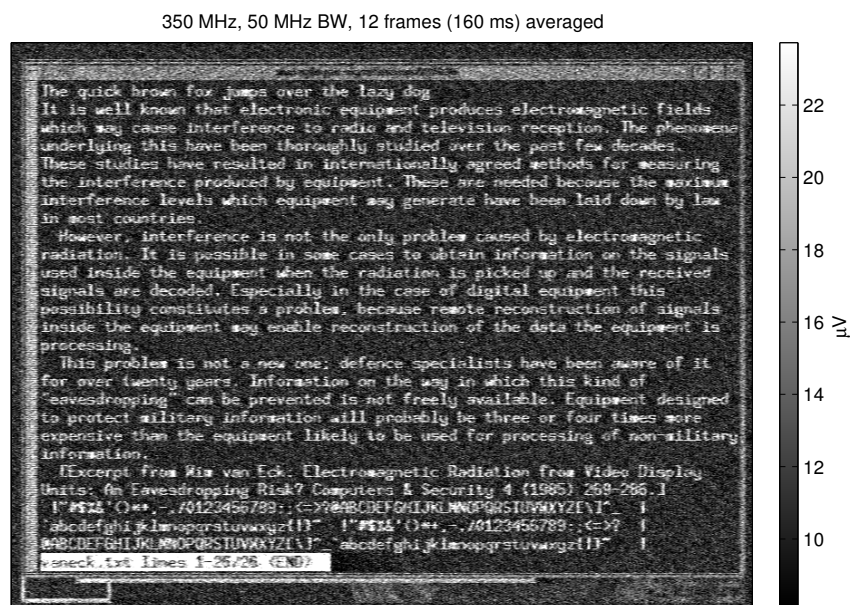 350 MHz, 50 MHz BW, 12 frames (160 ms) averaged
The quick brown fox jumps over the lazy dog
It is well known that electronic equipment produces electromagnetic fields
which may cause interference to radio and television reception. The phenomena
underlying this have been thoroughly studied over the past few decades.
These studies have resulted in internationally agreed methods for measuring
the interference produced by equipment. These are needed because the maximum
interference levels which equipment may generate have been laid down by law
in most countries.
However, interference is not the only problem caused by electromagnetic
radiation. It is possible in some cases to obtain information on the signals
used inside the equipment when the radiation is picked up and the received
signals are decoded. Especially in the case of digital equipment this
possibility constitutes a problem, because remote reconstruction of signals
inside the equipment may enable reconstruction of the data the equipment is
processing.
This problem is not a new one; defence specialists have been aware of it
for over twenty years. Information on the way in which this kind of
"eavesdropping" can be prevented is not freely available. Equipment designed
to protect military information will probably be three or four times more
expensive than the equipment likely to be used for processing of non-military
information.
[Excerpt from Wim van Eck. Electromagnetic Radiation from Video Display
Units: An Eavesdropping Risk? Computers & Security 4 (1985) 269-286.]
!"#$%&'()*+,-./0123456789:;<=>?@ABCDEFGHIJKLMNOPQRSTUVWXYZ[\]^_
`abcdefghijklmnopqrstuvwxyz{|}~ !"#$%&'()*+,-./0123456789:;<=>?
@ABCDEFGHIJKLMNOPQRSTUVWXYZ[\]^_`abcdefghijklmnopqrstuvwxyz{|}~
vaneck.txt lines 1-26/26 (END)
22
20
18
16
14
12
10
µV